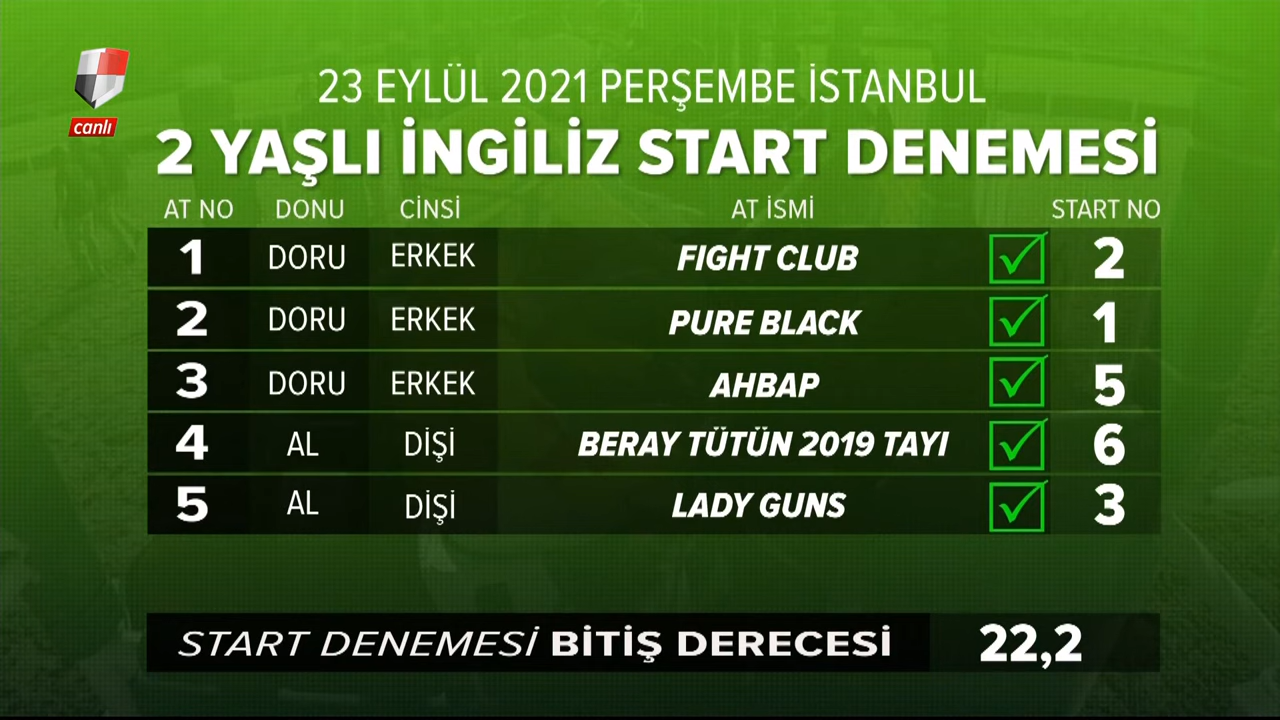 canlı
23 EYLÜL 2021 PERŞEMBE İSTANBUL
2 YAŞLI İNGİLİZ START DENEMESİ
AT NO DONU CİNSİ AT İSMİ START NO
1 DORU ERKEK FIGHT CLUB 2
2 DORU ERKEK PURE BLACK 1
3 DORU ERKEK AHBAP 5
4 AL DİŞİ BERAY TÜTÜN 2019 TAYI 6
5 AL DİŞİ LADY GUNS 3
START DENEMESİ BİTİŞ DERECESİ 22,2